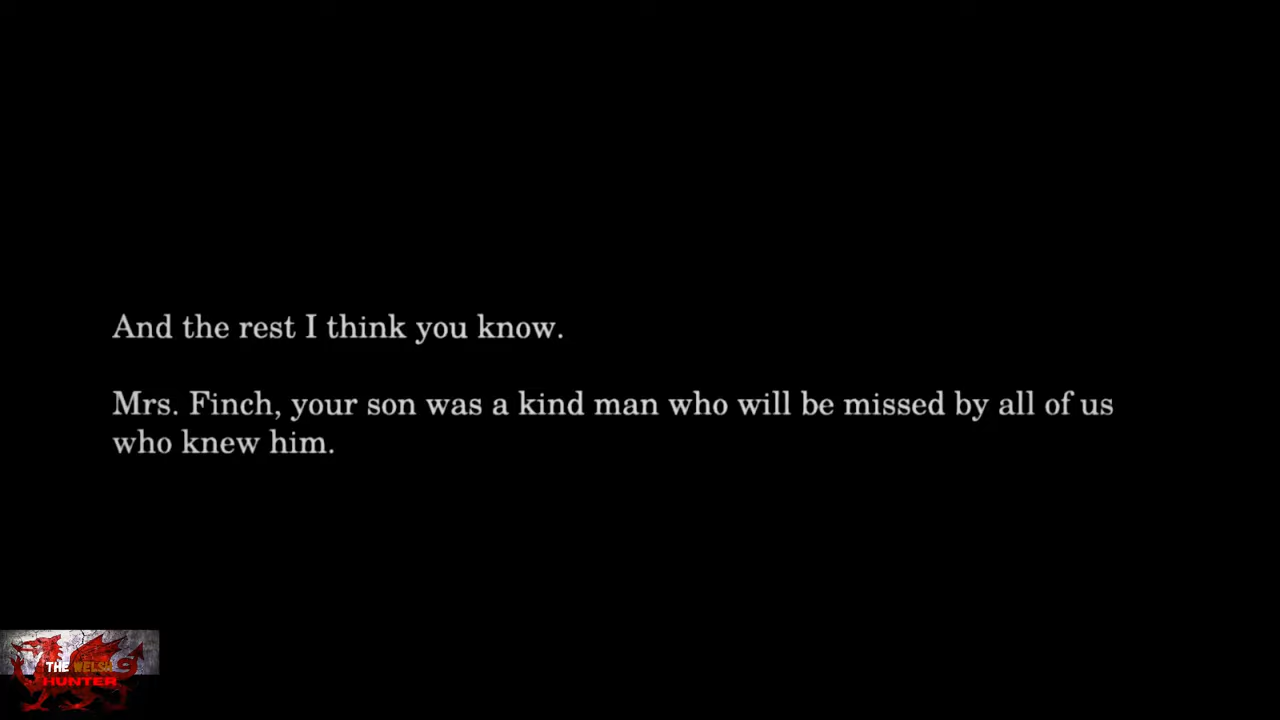 And the rest I think you know.
Mrs. Finch, your son was a kind man who will be missed by all of us
who knew him.
THE WELSH
HUNTER